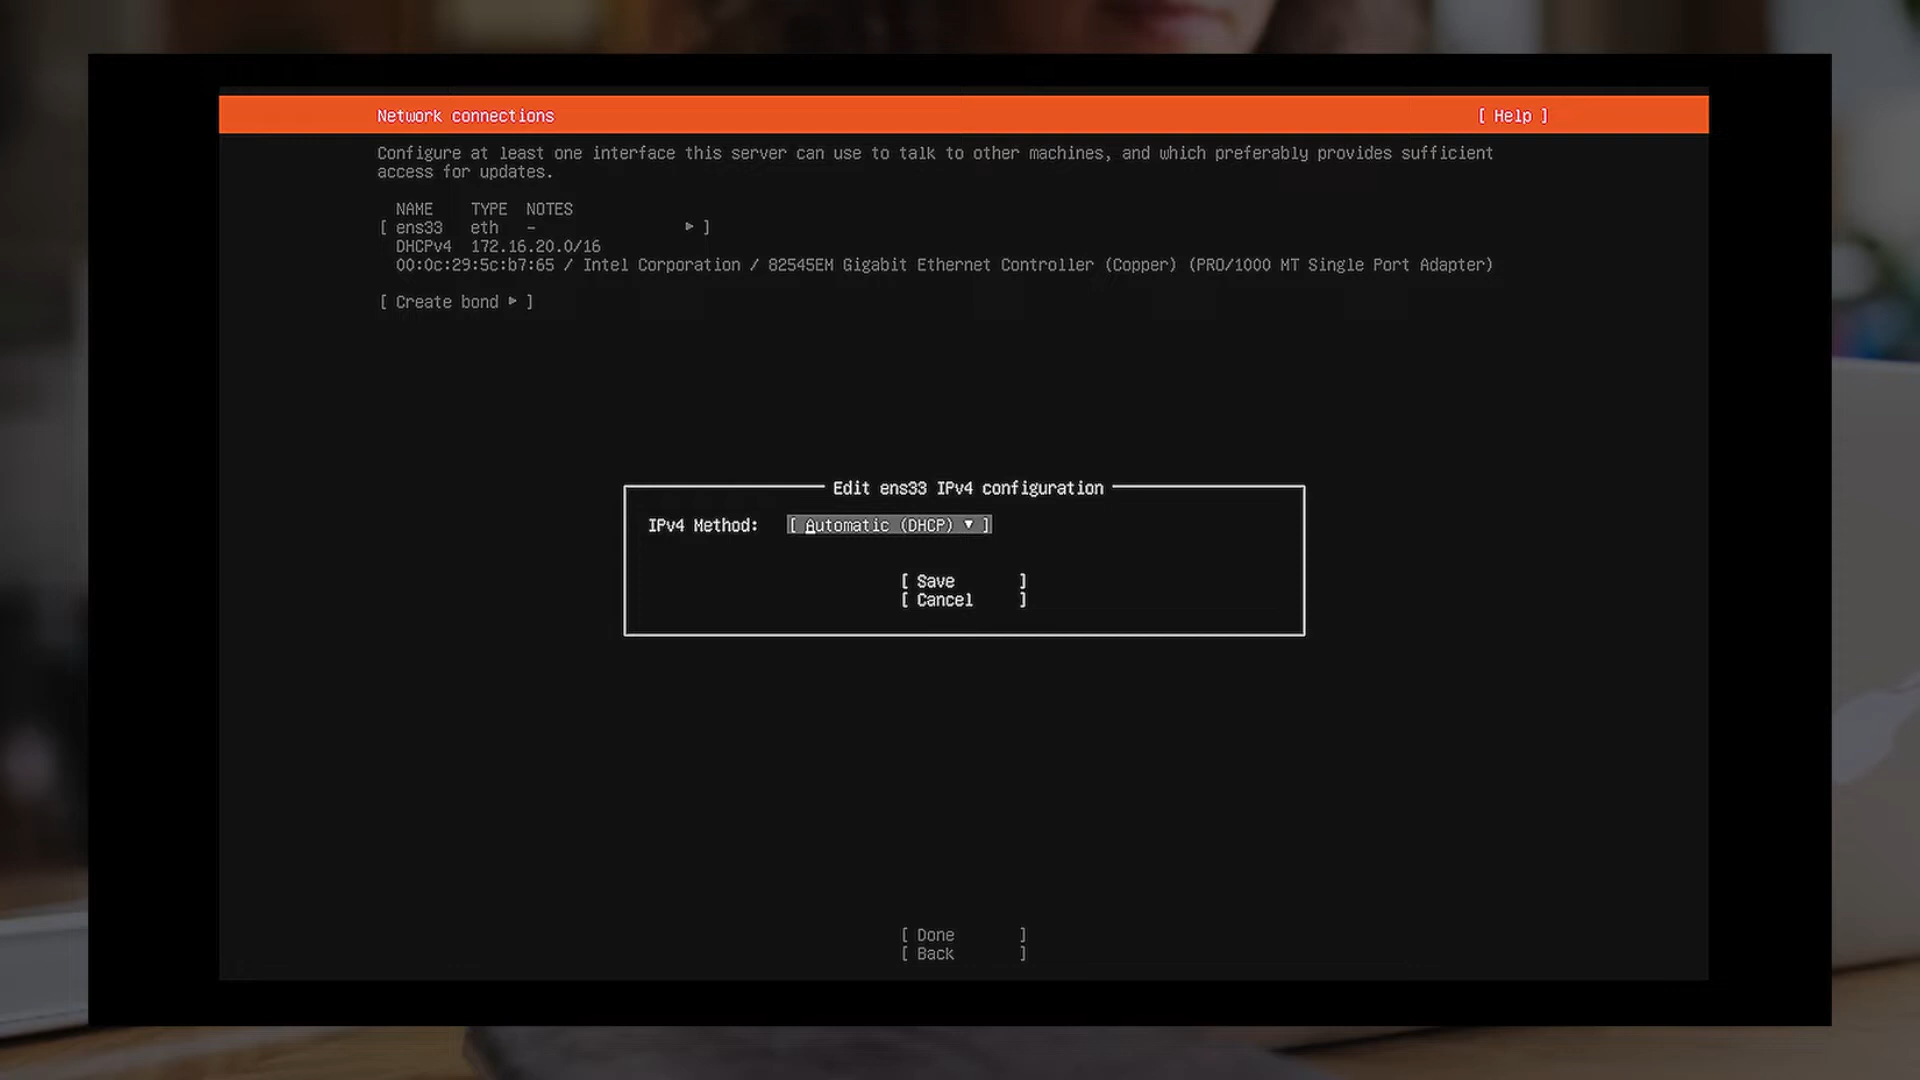 Network connections [ Help ]
Configure at least one interface this server can use to talk to other machines, and which preferably provides sufficient
access for updates.
NAME TYPE NOTES
[ ens33 eth – ▸ ]
DHCPv4 172.16.20.0/16
00:0c:29:5c:b7:65 / Intel Corporation / 82545EM Gigabit Ethernet Controller (Copper) (PRO/1000 MT Single Port Adapter)
[ Create bond ▸ ]
Edit ens33 IPv4 configuration
IPv4 Method: [ Automatic (DHCP) ▼ ]
[ Save ]
[ Cancel ]
[ Done ]
[ Back ]